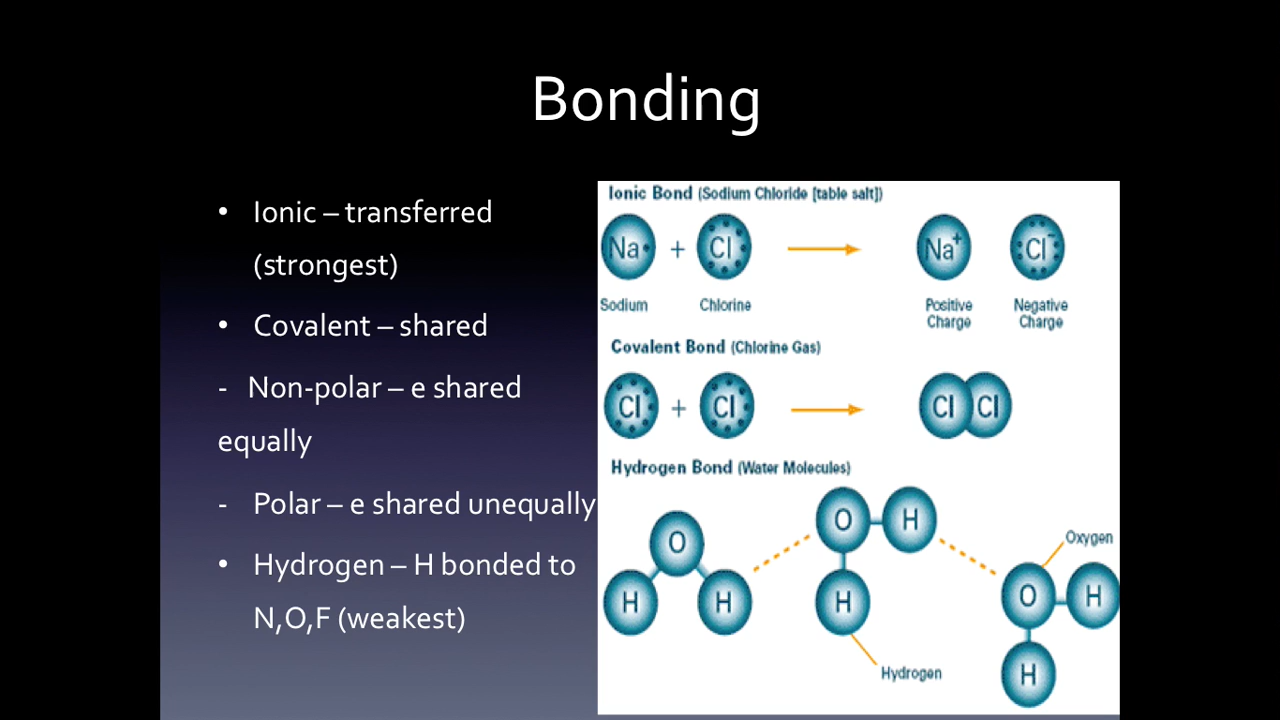 Bonding
• Ionic – transferred
(strongest)
• Covalent – shared
- Non-polar – e shared
equally
- Polar – e shared unequally
• Hydrogen – H bonded to
N,O,F (weakest)
Ionic Bond (Sodium Chloride [table salt])
Na + Cl Na+ Cl-
Sodium Chlorine Positive Charge Negative Charge
Covalent Bond (Chlorine Gas)
Cl + Cl Cl Cl
Hydrogen Bond (Water Molecules)
O H
O
Oxygen
H H H O H
Hydrogen
H